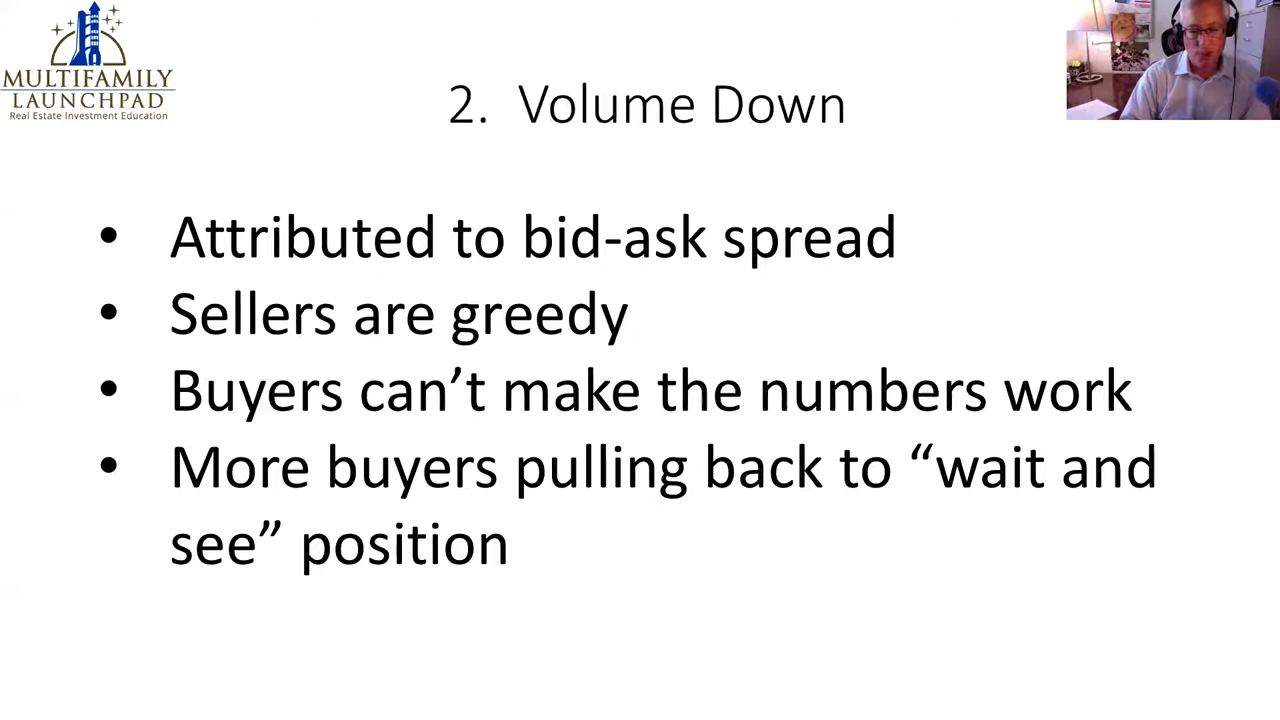 MULTIFAMILY
LAUNCHPAD
Real Estate Investment Education
2. Volume Down
• Attributed to bid-ask spread
• Sellers are greedy
• Buyers can’t make the numbers work
• More buyers pulling back to “wait and
see” position